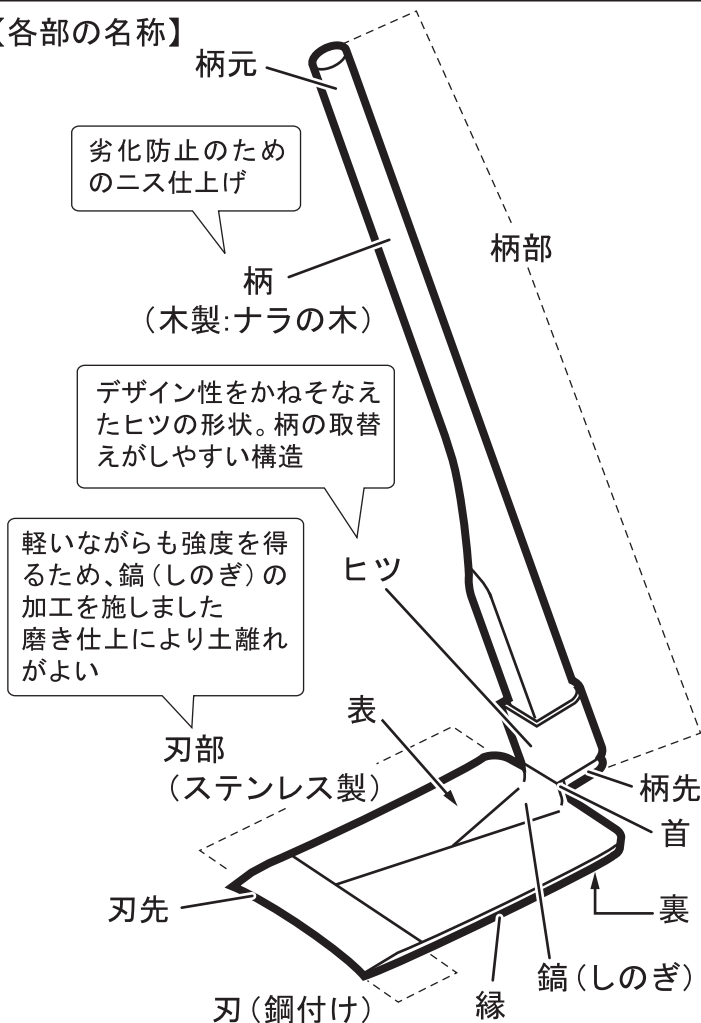 【各部の名称】
柄元
劣化防止のため
のニス仕上げ
柄部
柄
（木製:ナラの木）
デザイン性をかねそなえ
たヒツの形状。柄の取替
えがしやすい構造
ヒツ
軽いながらも強度を得
るため、鎬（しのぎ）の
加工を施しました
磨き仕上により土離れ
がよい
表
刃部
（ステンレス製）
柄先
首
刃先
裏
鎬（しのぎ）
縁
刃（鋼付け）